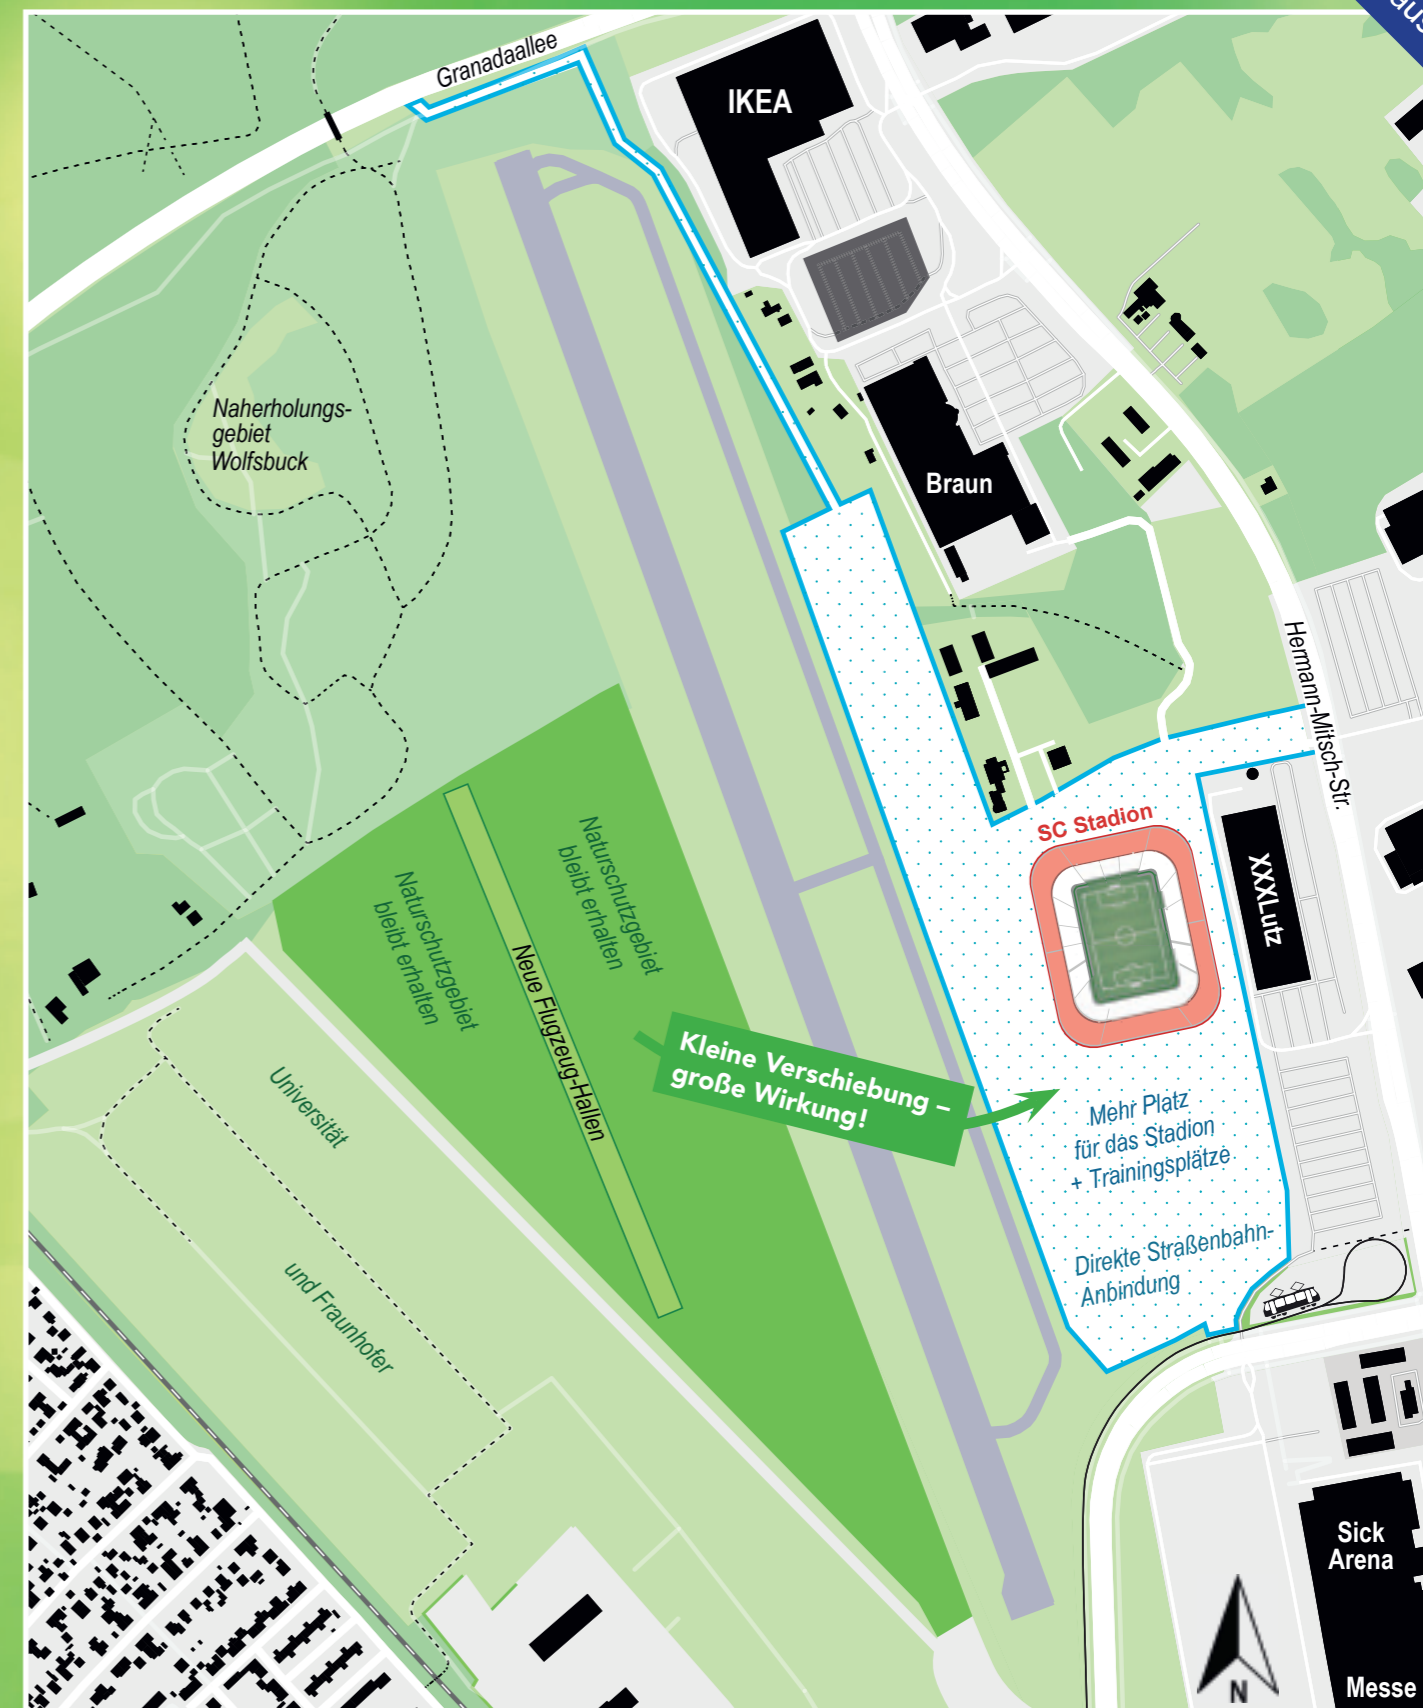 Granadaallee
IKEA
Naherholungs-
gebiet
Wolfsbuck
Braun
Hermann-Mitsch-Str.
SC Stadion
XXXLutz
Naturschutzgebiet
bleibt erhalten
Naturschutzgebiet
bleibt erhalten
Neue Flugzeug-Hallen
Kleine Verschiebung –
große Wirkung!
Mehr Platz
für das Stadion
+ Trainingsplätze
Universität
und Fraunhofer
Direkte Straßenbahn-
Anbindung
Sick
Arena
Messe
N